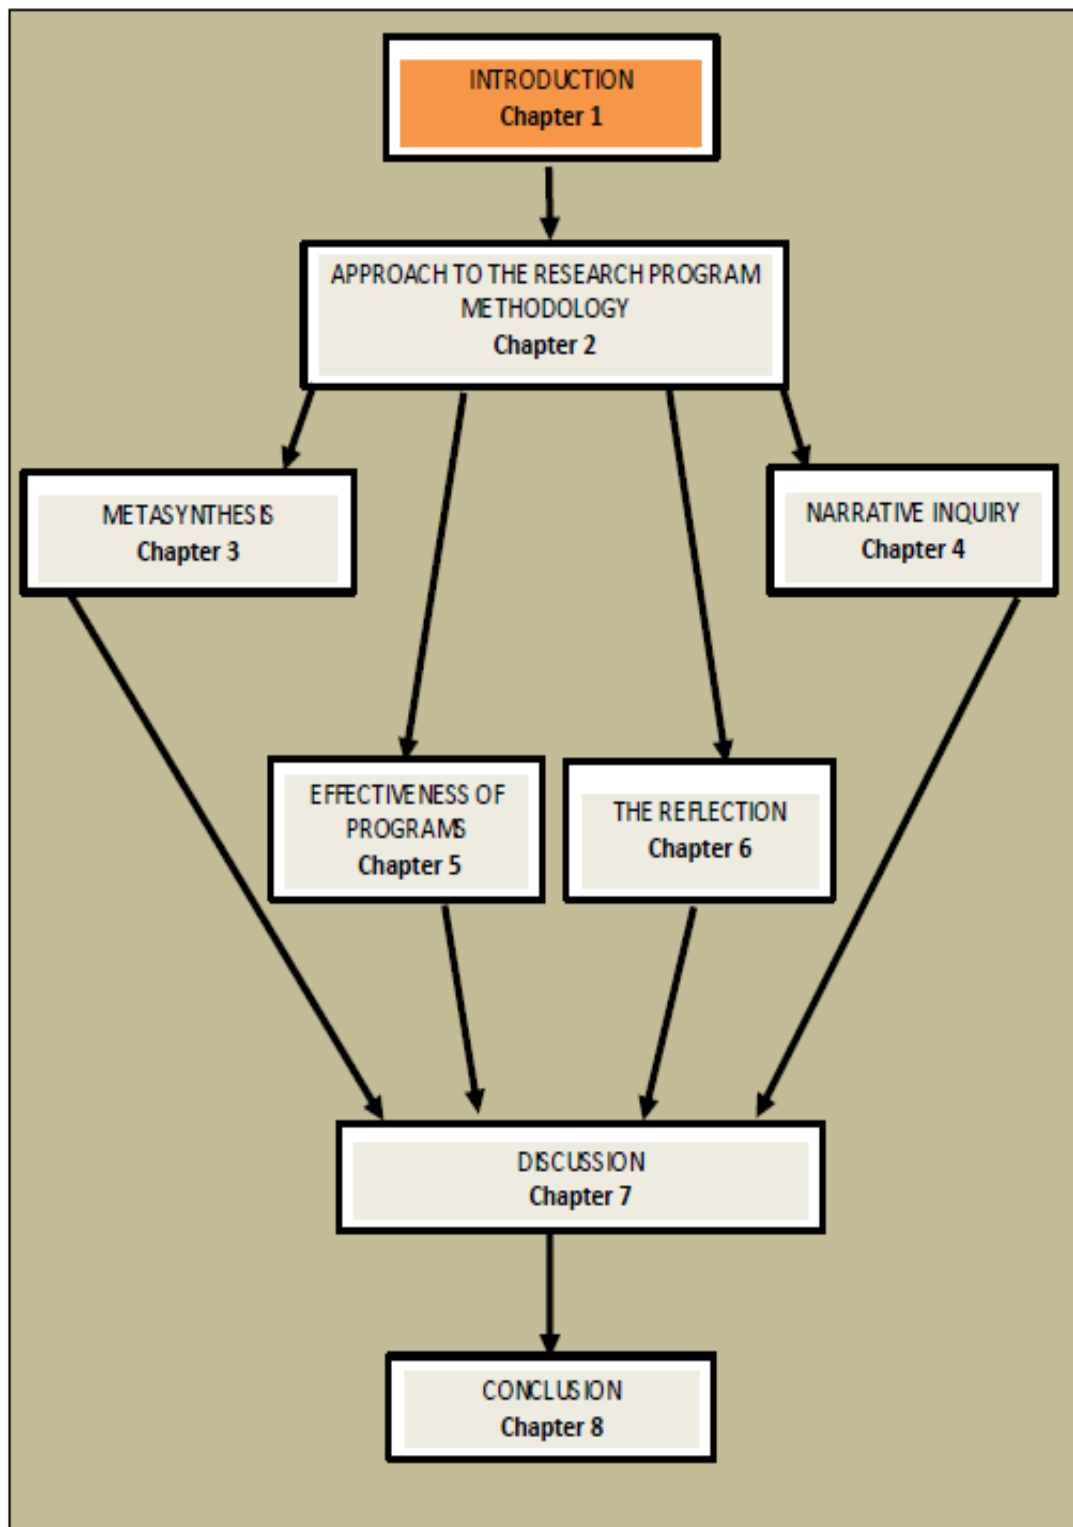 INTRODUCTION
Chapter 1
APPROACH TO THE RESEARCH PROGRAM
METHODOLOGY
Chapter 2
METASYNTHESIS
Chapter 3
NARRATIVE INQUIRY
Chapter 4
EFFECTIVENESS OF
PROGRAMS
Chapter 5
THE REFLECTION
Chapter 6
DISCUSSION
Chapter 7
CONCLUSION
Chapter 8